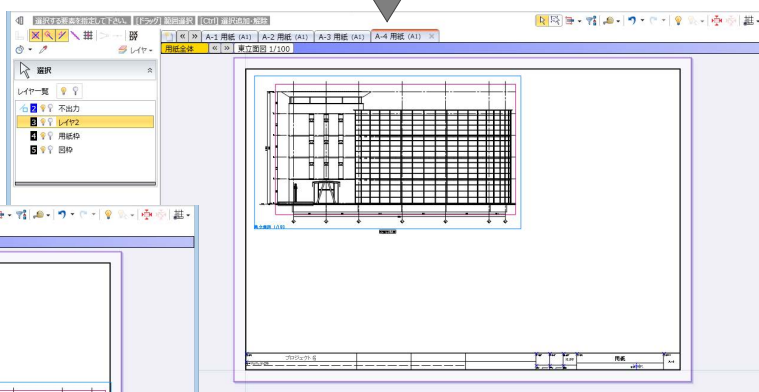 選択する要素を指定して下さい。 [[ドラッグ] 範囲選択] [[Ctrl] 選択追加・解除]
レイヤ
A-1 用紙 (A1) A-2 用紙 (A1) A-3 用紙 (A1) A-4 用紙 (A1)
用紙全体 東立面図 1/100
選択
レイヤ一覧
2 不出力
3 レイヤ2
4 用紙枠
5 図枠
プロジェクト名
用紙
A-4